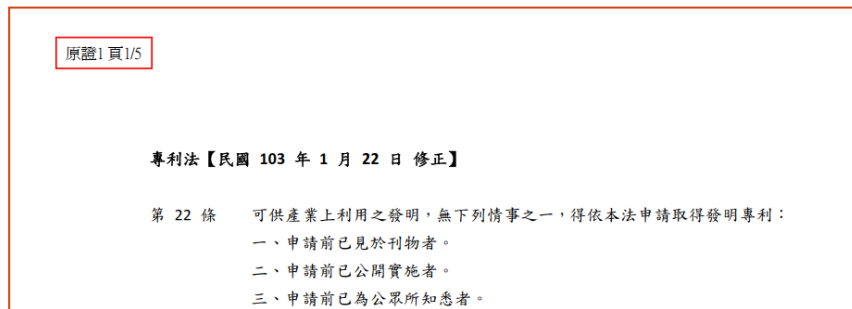 原證1 頁1/5
專利法【民國 103 年 1 月 22 日 修正】
第 22 條 可供產業上利用之發明，無下列情事之一，得依本法申請取得發明專利：
一、申請前已見於刊物者。
二、申請前已公開實施者。
三、申請前已為公眾所知悉者。